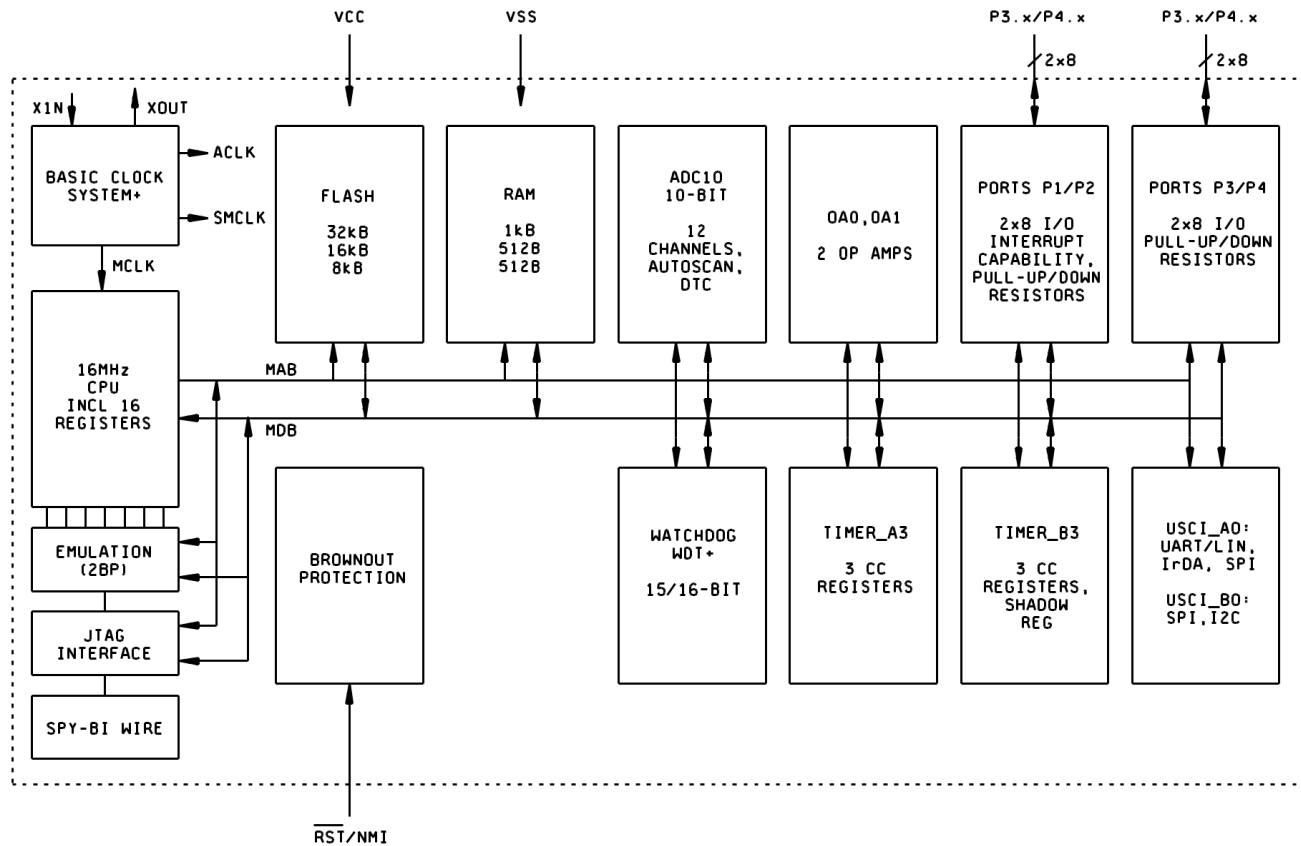 VCC
VSS
P3.x/P4.x
P3.x/P4.x
2x8
2x8
X1N
XOUT
BASIC CLOCK
SYSTEM+
ACLK
SMCLK
MCLK
FLASH
32kB
16kB
8kB
RAM
1kB
512B
512B
ADC10
10-BIT
12
CHANNELS,
AUTOSCAN,
DTC
OA0,OA1
2 OP AMPS
PORTS P1/P2
2x8 I/O
INTERRUPT
CAPABILITY,
PULL-UP/DOWN
RESISTORS
PORTS P3/P4
2x8 I/O
PULL-UP/DOWN
RESISTORS
16MHz
CPU
INCL 16
REGISTERS
MAB
MDB
EMULATION
(2BP)
JTAG
INTERFACE
SPY-BI WIRE
BROWNOUT
PROTECTION
WATCHDOG
WDT+
15/16-BIT
TIMER_A3
3 CC
REGISTERS
TIMER_B3
3 CC
REGISTERS,
SHADOW
REG
USCI_A0:
UART/LIN,
IrDA, SPI
USCI_B0:
SPI,I2C
RST/NMI